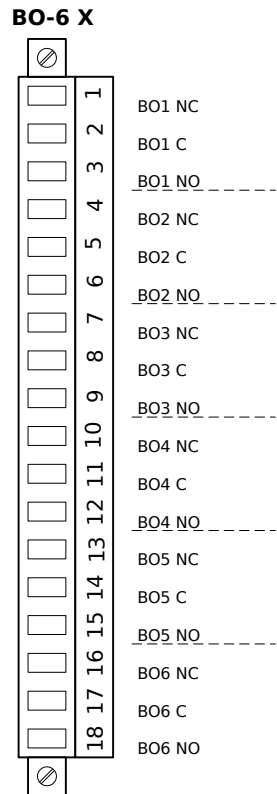 BO-6 X
1 BO1 NC
2 BO1 C
3 BO1 NO
4 BO2 NC
5 BO2 C
6 BO2 NO
7 BO3 NC
8 BO3 C
9 BO3 NO
10 BO4 NC
11 BO4 C
12 BO4 NO
13 BO5 NC
14 BO5 C
15 BO5 NO
16 BO6 NC
17 BO6 C
18 BO6 NO